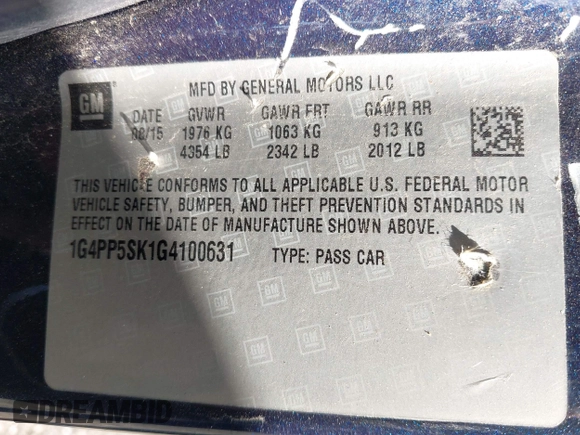 GM
MFD BY GENERAL MOTORS LLC
DATE GVWR GAWR FRT GAWR RR
08/15 1976 KG 1063 KG 913 KG
4354 LB 2342 LB 2012 LB
THIS VEHICLE CONFORMS TO ALL APPLICABLE U.S. FEDERAL MOTOR
VEHICLE SAFETY, BUMPER, AND THEFT PREVENTION STANDARDS IN
EFFECT ON THE DATE OF MANUFACTURE SHOWN ABOVE.
1G4PP5SK1G4100631 TYPE: PASS CAR
DREAMBID